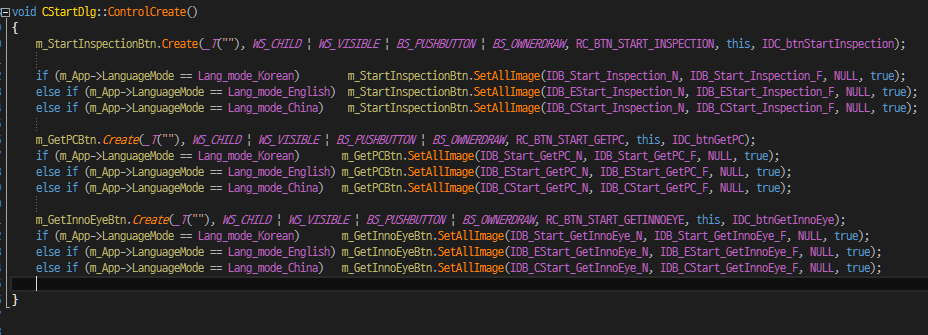 void CStartDlg::ControlCreate()
{
m_StartInspectionBtn.Create(_T(""), WS_CHILD | WS_VISIBLE | BS_PUSHBUTTON | BS_OWNERDRAW, RC_BTN_START_INSPECTION, this, IDC_btnStartInspection);
if (m_App->LanguageMode == Lang_mode_Korean) m_StartInspectionBtn.SetAllImage(IDB_Start_Inspection_N, IDB_Start_Inspection_F, NULL, true);
else if (m_App->LanguageMode == Lang_mode_English) m_StartInspectionBtn.SetAllImage(IDB_EStart_Inspection_N, IDB_EStart_Inspection_F, NULL, true);
else if (m_App->LanguageMode == Lang_mode_China) m_StartInspectionBtn.SetAllImage(IDB_CStart_Inspection_N, IDB_CStart_Inspection_F, NULL, true);
m_GetPCBtn.Create(_T(""), WS_CHILD | WS_VISIBLE | BS_PUSHBUTTON | BS_OWNERDRAW, RC_BTN_START_GETPC, this, IDC_btnGetPC);
if (m_App->LanguageMode == Lang_mode_Korean) m_GetPCBtn.SetAllImage(IDB_Start_GetPC_N, IDB_Start_GetPC_F, NULL, true);
else if (m_App->LanguageMode == Lang_mode_English) m_GetPCBtn.SetAllImage(IDB_EStart_GetPC_N, IDB_EStart_GetPC_F, NULL, true);
else if (m_App->LanguageMode == Lang_mode_China) m_GetPCBtn.SetAllImage(IDB_CStart_GetPC_N, IDB_CStart_GetPC_F, NULL, true);
m_GetInnoEyeBtn.Create(_T(""), WS_CHILD | WS_VISIBLE | BS_PUSHBUTTON | BS_OWNERDRAW, RC_BTN_START_GETINNOEYE, this, IDC_btnGetInnoEye);
if (m_App->LanguageMode == Lang_mode_Korean) m_GetInnoEyeBtn.SetAllImage(IDB_Start_GetInnoEye_N, IDB_Start_GetInnoEye_F, NULL, true);
else if (m_App->LanguageMode == Lang_mode_English) m_GetInnoEyeBtn.SetAllImage(IDB_EStart_GetInnoEye_N, IDB_EStart_GetInnoEye_F, NULL, true);
else if (m_App->LanguageMode == Lang_mode_China) m_GetInnoEyeBtn.SetAllImage(IDB_CStart_GetInnoEye_N, IDB_CStart_GetInnoEye_F, NULL, true);
}